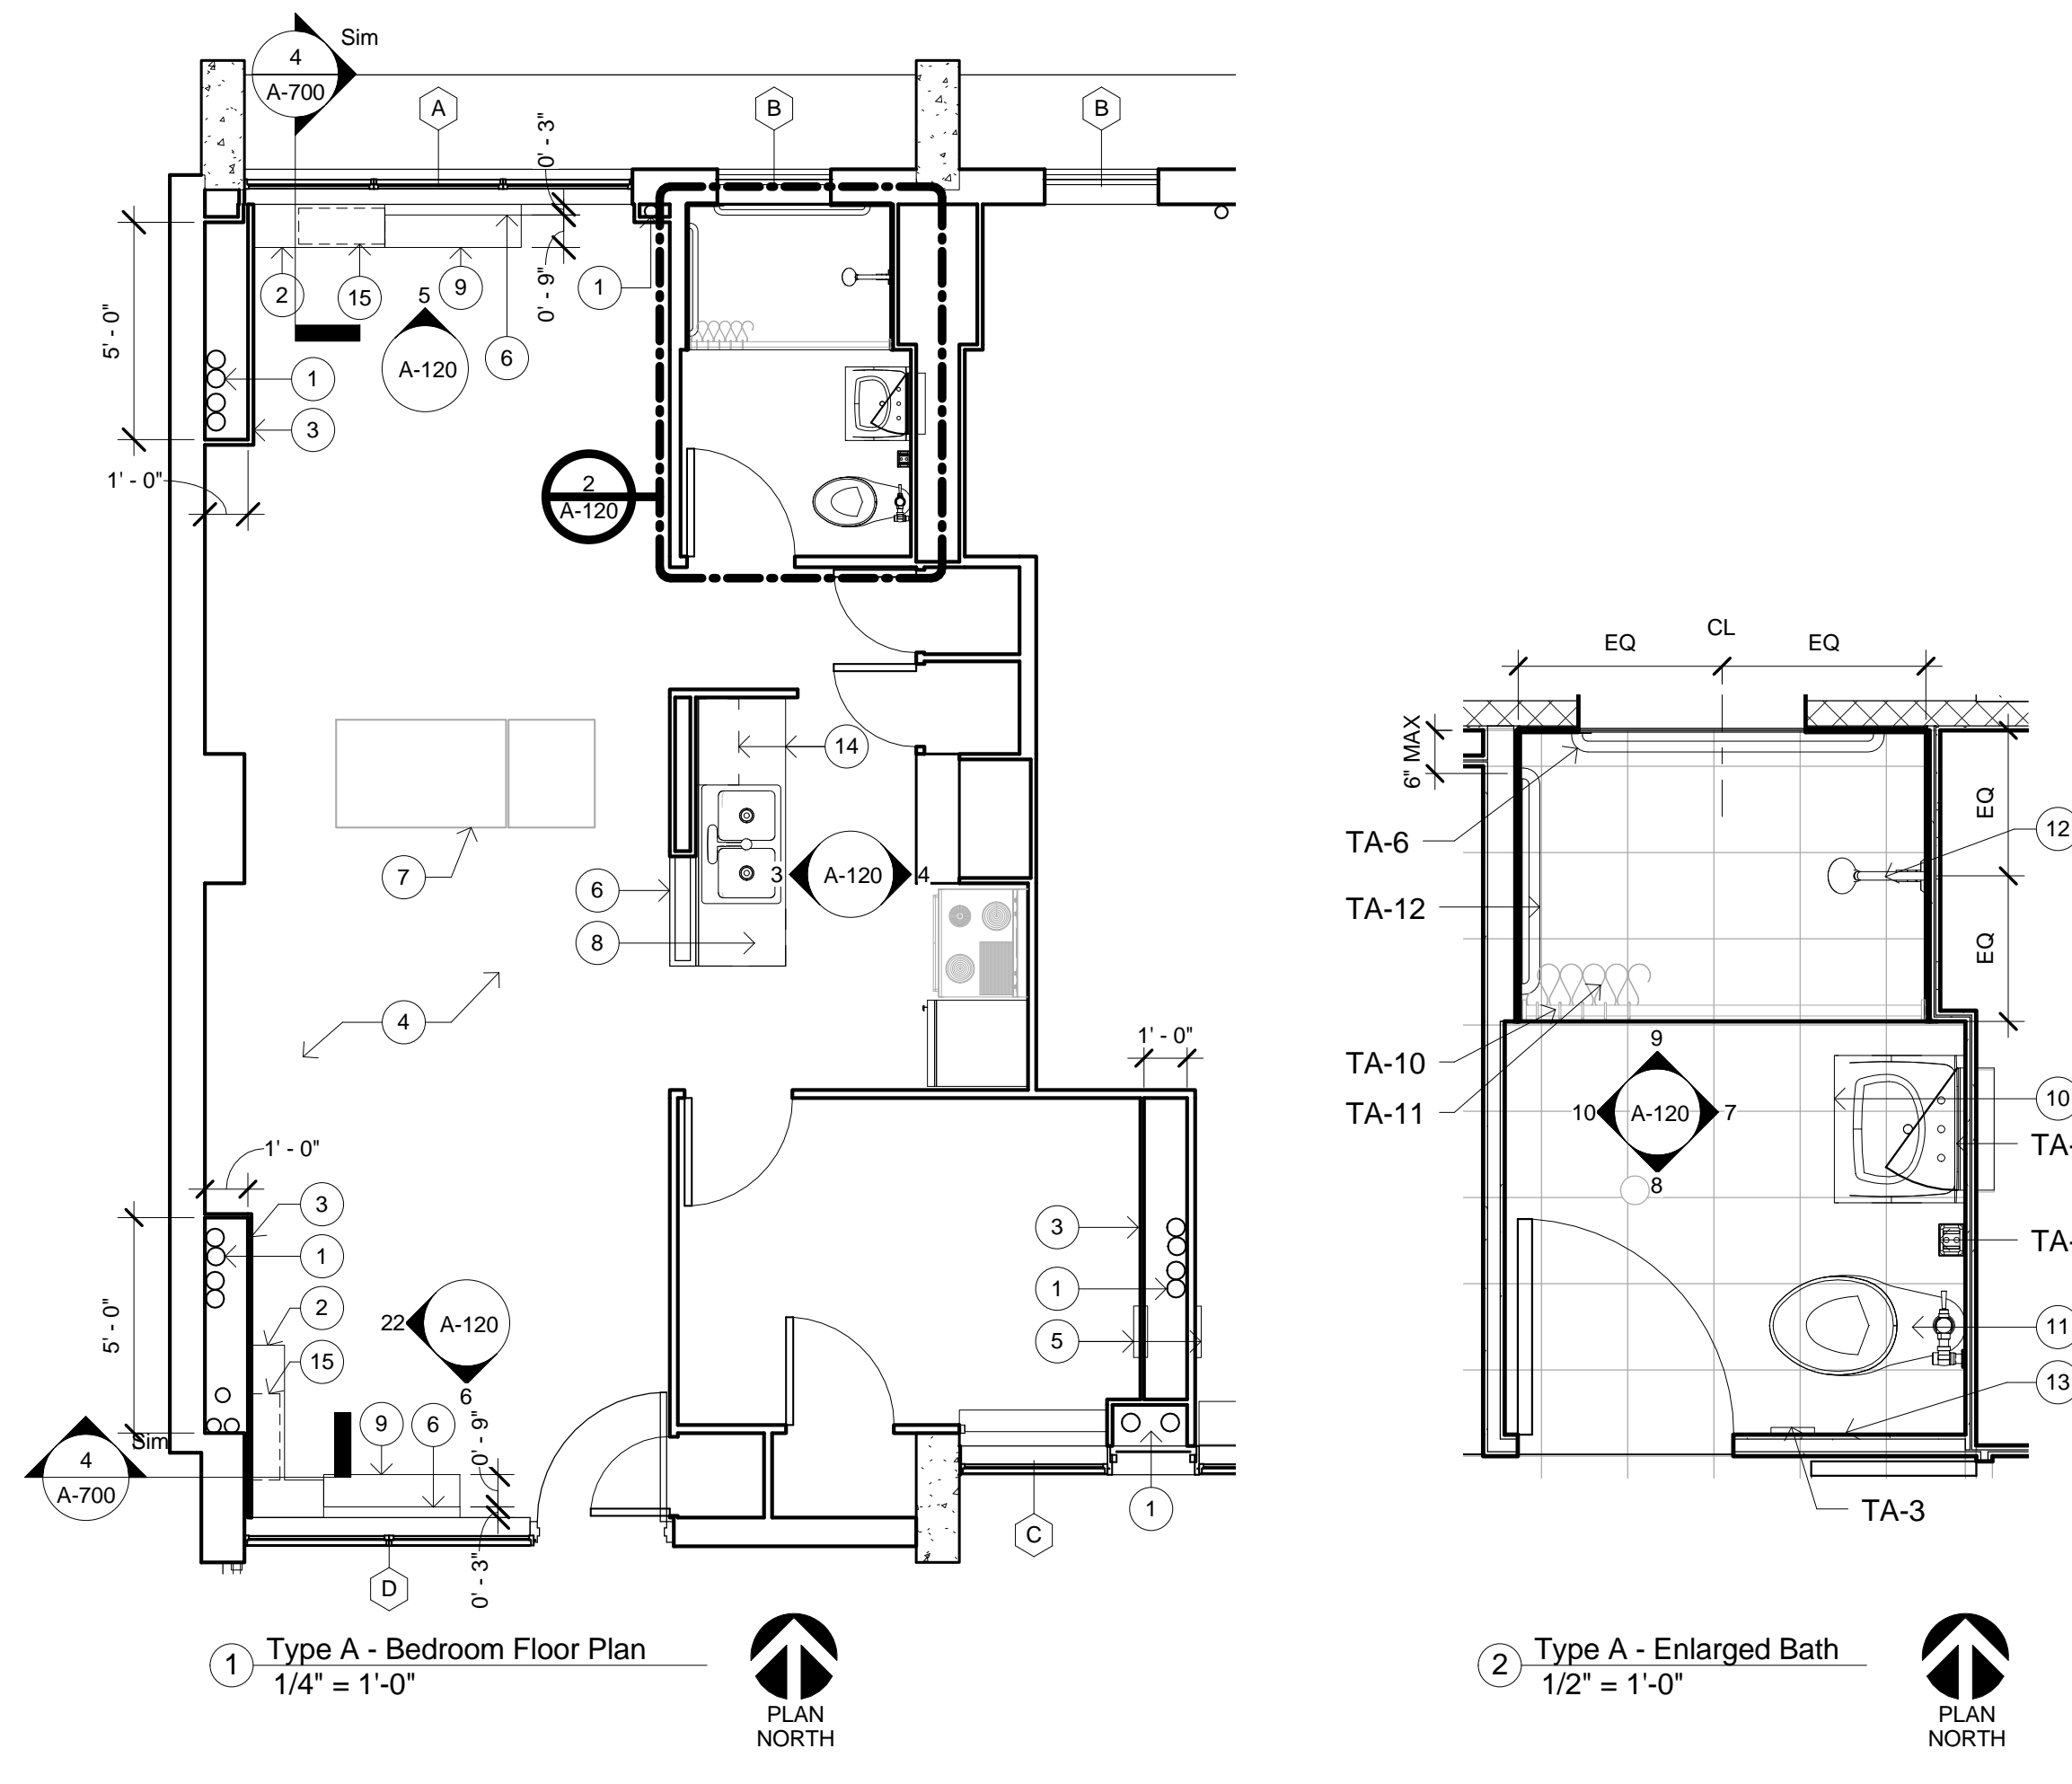 4
A-700
Sim
A
B
B
0' - 3"
0' - 9"
5' - 0"
2
15
5
9
6
1
A-120
1
3
1' - 0"
2
A-120
14
7
6
3
A-120
4
8
4
1' - 0"
1' - 0"
3
1
2
15
5' - 0"
22
A-120
6
3
1
5
9
6
0' - 9"
0' - 3"
Sim
4
A-700
D
C
1
1
Type A - Bedroom Floor Plan
1/4" = 1'-0"
PLAN
NORTH
EQ
CL
EQ
6" MAX
EQ
EQ
TA-6
12
TA-12
TA-10
TA-11
9
10
A-120
7
8
10
TA-
TA-
11
13
TA-3
2
Type A - Enlarged Bath
1/2" = 1'-0"
PLAN
NORTH